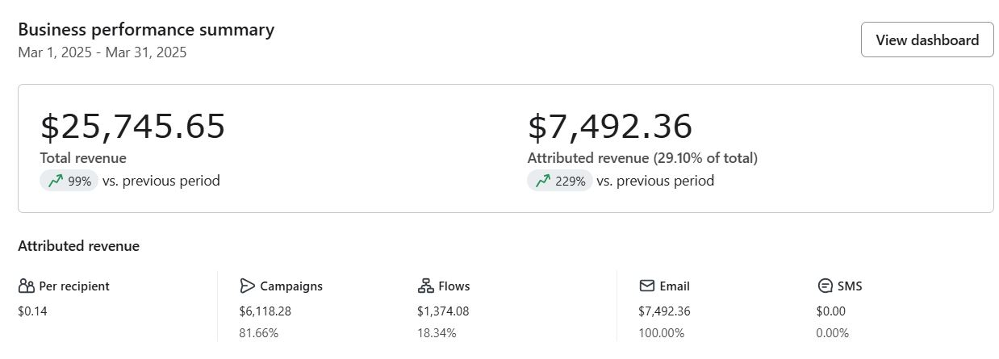 Business performance summary
Mar 1, 2025 - Mar 31, 2025
View dashboard
$25,745.65
Total revenue
99% vs. previous period
$7,492.36
Attributed revenue (29.10% of total)
229% vs. previous period
Attributed revenue
Per recipient
$0.14
Campaigns
$6,118.28
81.66%
Flows
$1,374.08
18.34%
Email
$7,492.36
100.00%
SMS
$0.00
0.00%